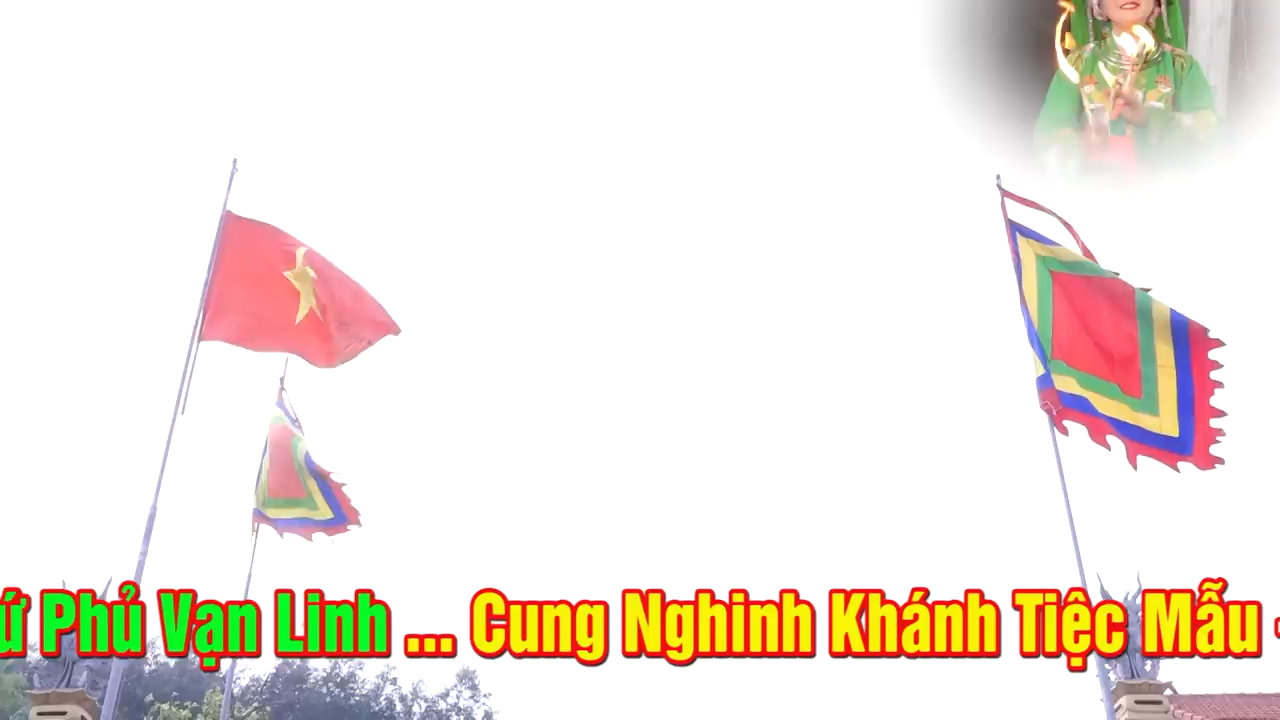 ứ Phủ Vạn Linh ... Cung Nghinh Khánh Tiệc Mẫu